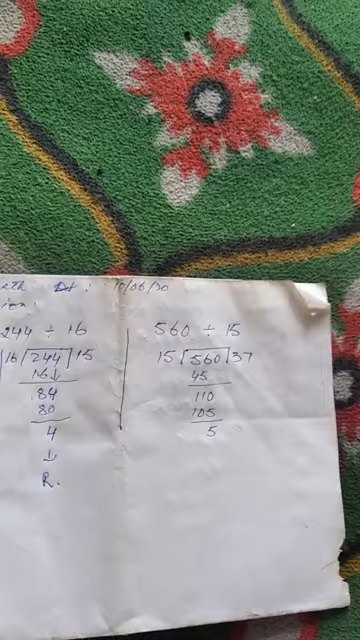 Dt : 10/06/20
244 ÷ 16
16 244 15
16↓
84
80
4
↓
R.
560 ÷ 15
15 560 37
45
110
105
5